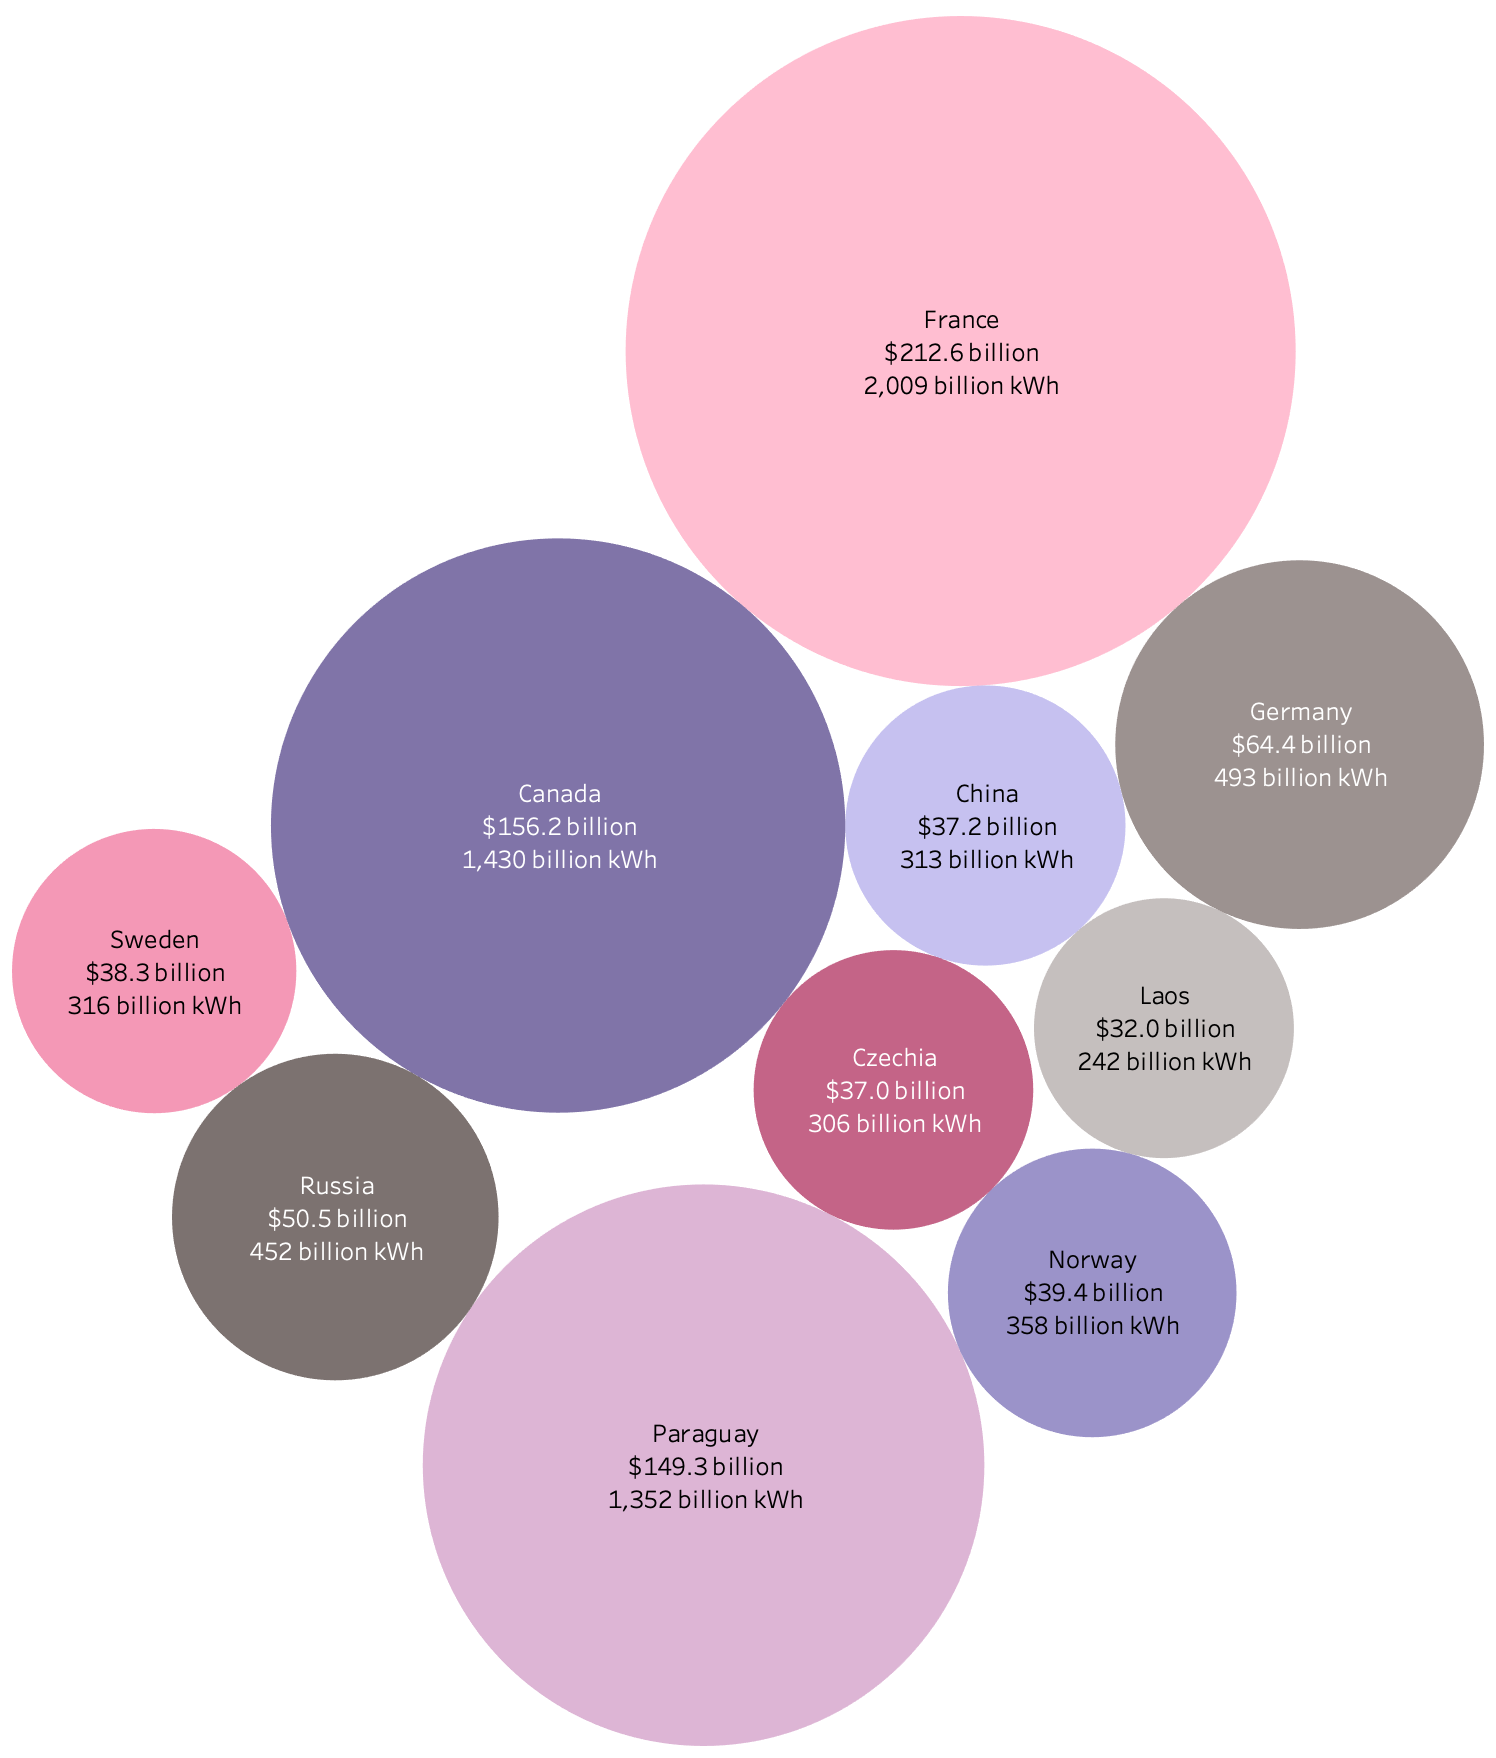 France
$212.6 billion
2,009 billion kWh
Germany
$64.4 billion
493 billion kWh
Canada
$156.2 billion
1,430 billion kWh
China
$37.2 billion
313 billion kWh
Sweden
$38.3 billion
316 billion kWh
Laos
$32.0 billion
242 billion kWh
Czechia
$37.0 billion
306 billion kWh
Russia
$50.5 billion
452 billion kWh
Norway
$39.4 billion
358 billion kWh
Paraguay
$149.3 billion
1,352 billion kWh